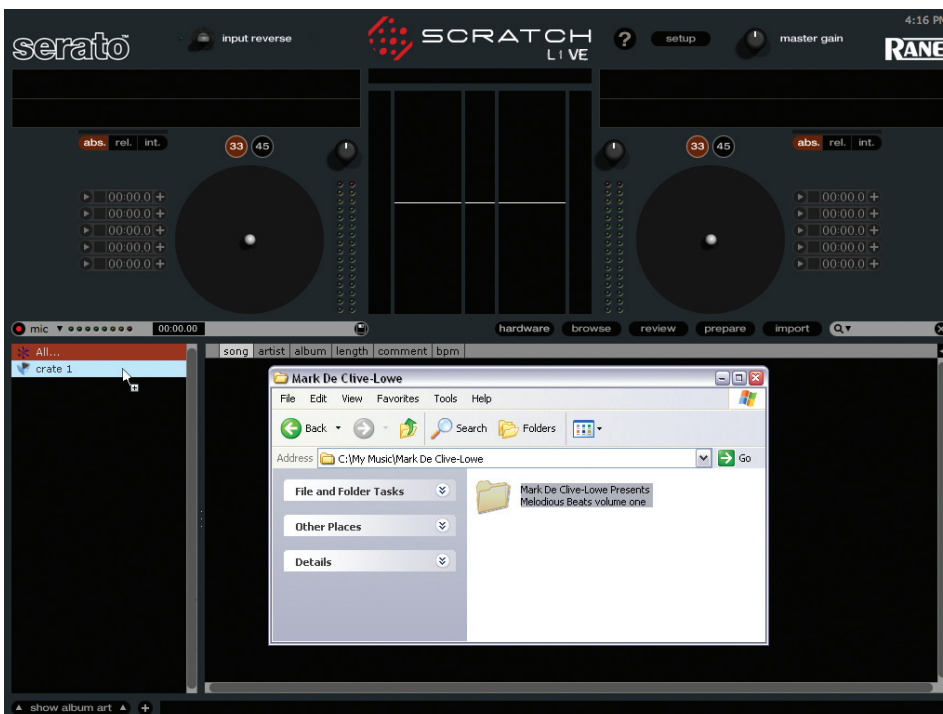 4:16 PM
serato
input reverse
SCRATCH
L1VE
?
setup
master gain
RANE
abs. rel. int.
33 45
33 45
abs. rel. int.
00:00.0 +
00:00.0 +
00:00.0 +
00:00.0 +
00:00.0 +
00:00.0 +
00:00.0 +
00:00.0 +
00:00.0 +
00:00.0 +
mic 00:00.00 hardware browse review prepare import
All...
crate 1
song artist album length comment bpm
Mark De Clive-Lowe
File Edit View Favorites Tools Help
Back Search Folders
Address C:\My Music\Mark De Clive-Lowe Go
File and Folder Tasks
Other Places
Details
Mark De Clive-Lowe Presents
Melodious Beats volume one
show album art +